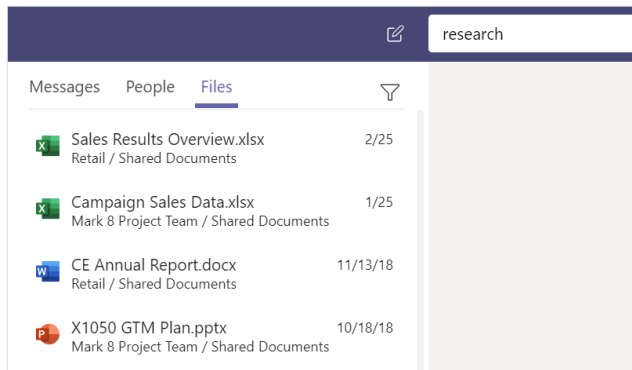 research
Messages People Files
Sales Results Overview.xlsx 2/25
Retail / Shared Documents
Campaign Sales Data.xlsx 1/25
Mark 8 Project Team / Shared Documents
CE Annual Report.docx 11/13/18
Retail / Shared Documents
X1050 GTM Plan.pptx 10/18/18
Mark 8 Project Team / Shared Documents